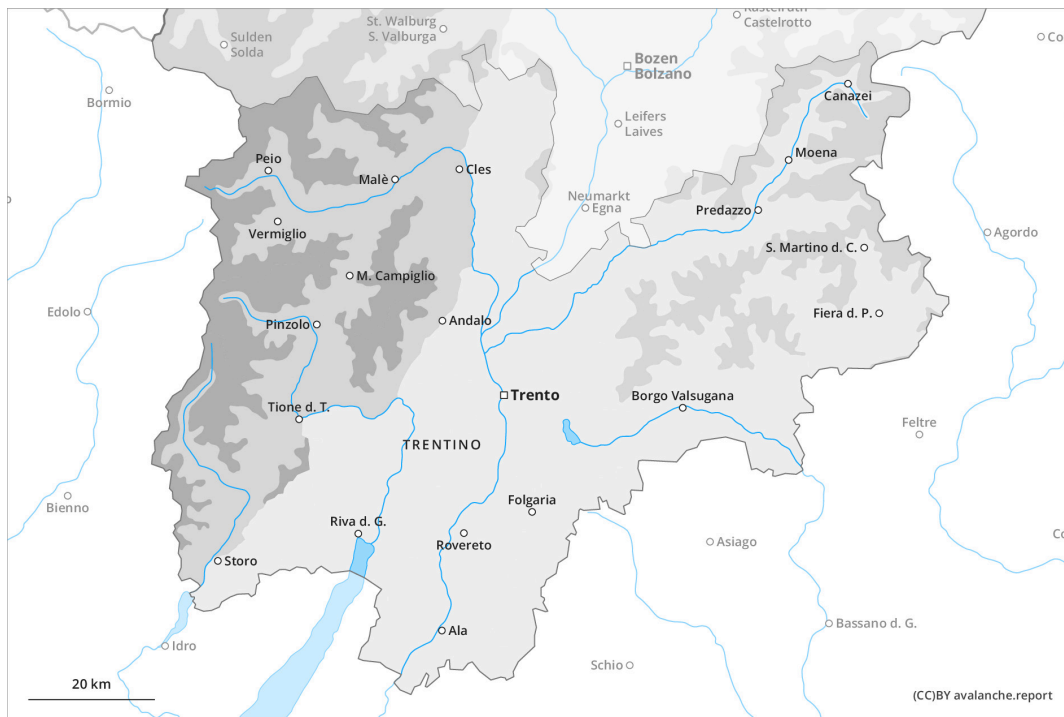 Kastelruth
Castelrotto
St. Walburg
S. Valburga
Sulden
Solda
Co
Bozen
Bolzano
Bormio
Canazei
Leifers
Laives
Moena
Peio
Malè
Cles
Neumarkt
Egna
Predazzo
Vermiglio
Agordo
S. Martino d. C.
M. Campiglio
Edolo
Pinzolo
Andalo
Fiera d. P.
Trento
Borgo Valsugana
Tione d. T.
Feltre
TRENTINO
Bienno
Folgaria
Riva d. G.
Rovereto
Asiago
Co
Storo
Ala
Bassano d. G.
Idro
Schio
20 km
(CC)BY avalanche.report